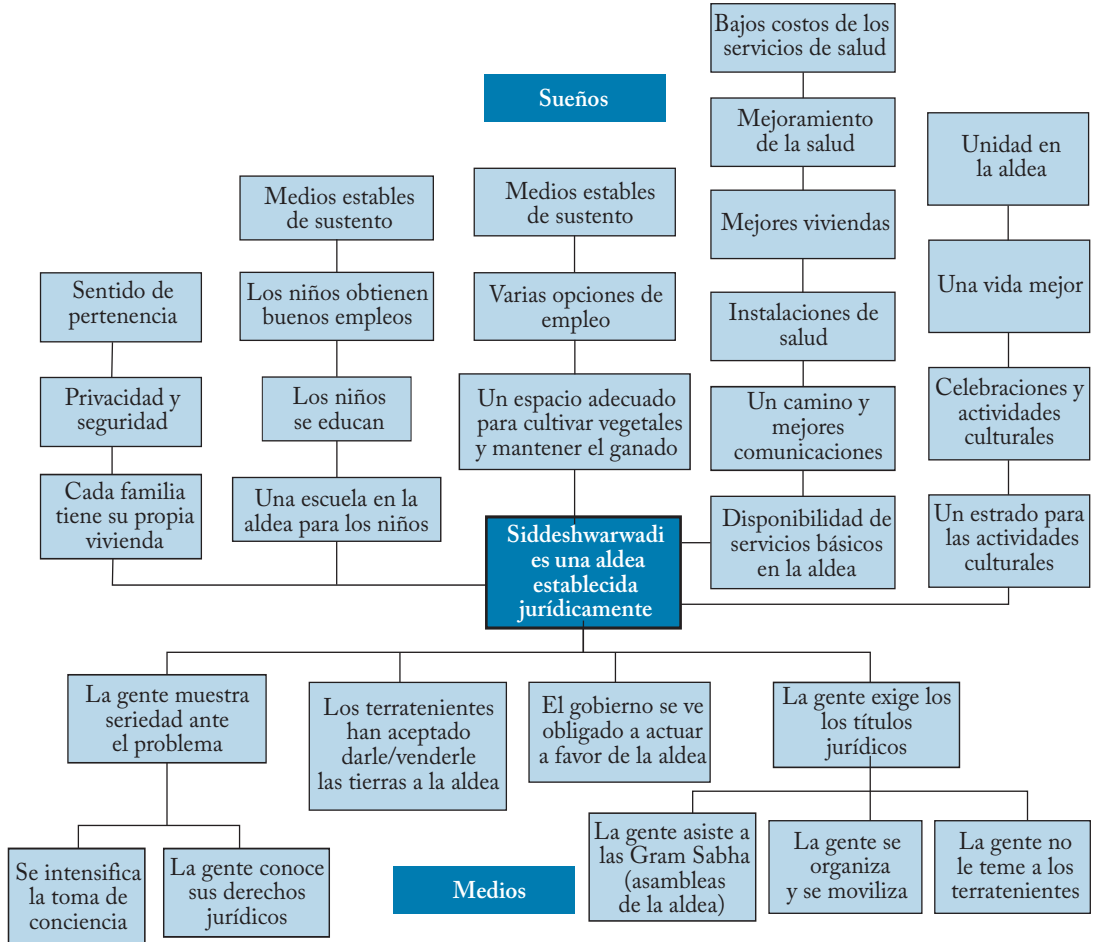 Bajos costos de los
servicios de salud
Sueños
Mejoramiento
de la salud
Unidad en
la aldea
Medios estables
de sustento
Medios estables
de sustento
Mejores viviendas
Sentido de
pertenencia
Los niños obtienen
buenos empleos
Varias opciones de
empleo
Instalaciones de
salud
Una vida mejor
Privacidad y
seguridad
Los niños
se educan
Un espacio adecuado
para cultivar vegetales
y mantener el ganado
Un camino y
mejores
comunicaciones
Celebraciones y
actividades
culturales
Cada familia
tiene su propia
vivienda
Una escuela en la
aldea para los niños
Siddeshwarwadi
es una aldea
establecida
jurídicamente
Disponibilidad de
servicios básicos
en la aldea
Un estrado para
las actividades
culturales
La gente muestra
seriedad ante
el problema
Los terratenientes
han aceptado
darle/venderle
las tierras a la aldea
El gobierno se ve
obligado a actuar
a favor de la aldea
La gente exige los
los títulos
jurídicos
Se intensifica
la toma de
conciencia
La gente conoce
sus derechos
jurídicos
Medios
La gente asiste a
las Gram Sabha
(asambleas
de la aldea)
La gente se
organiza
y se moviliza
La gente no
le teme a los
terratenientes